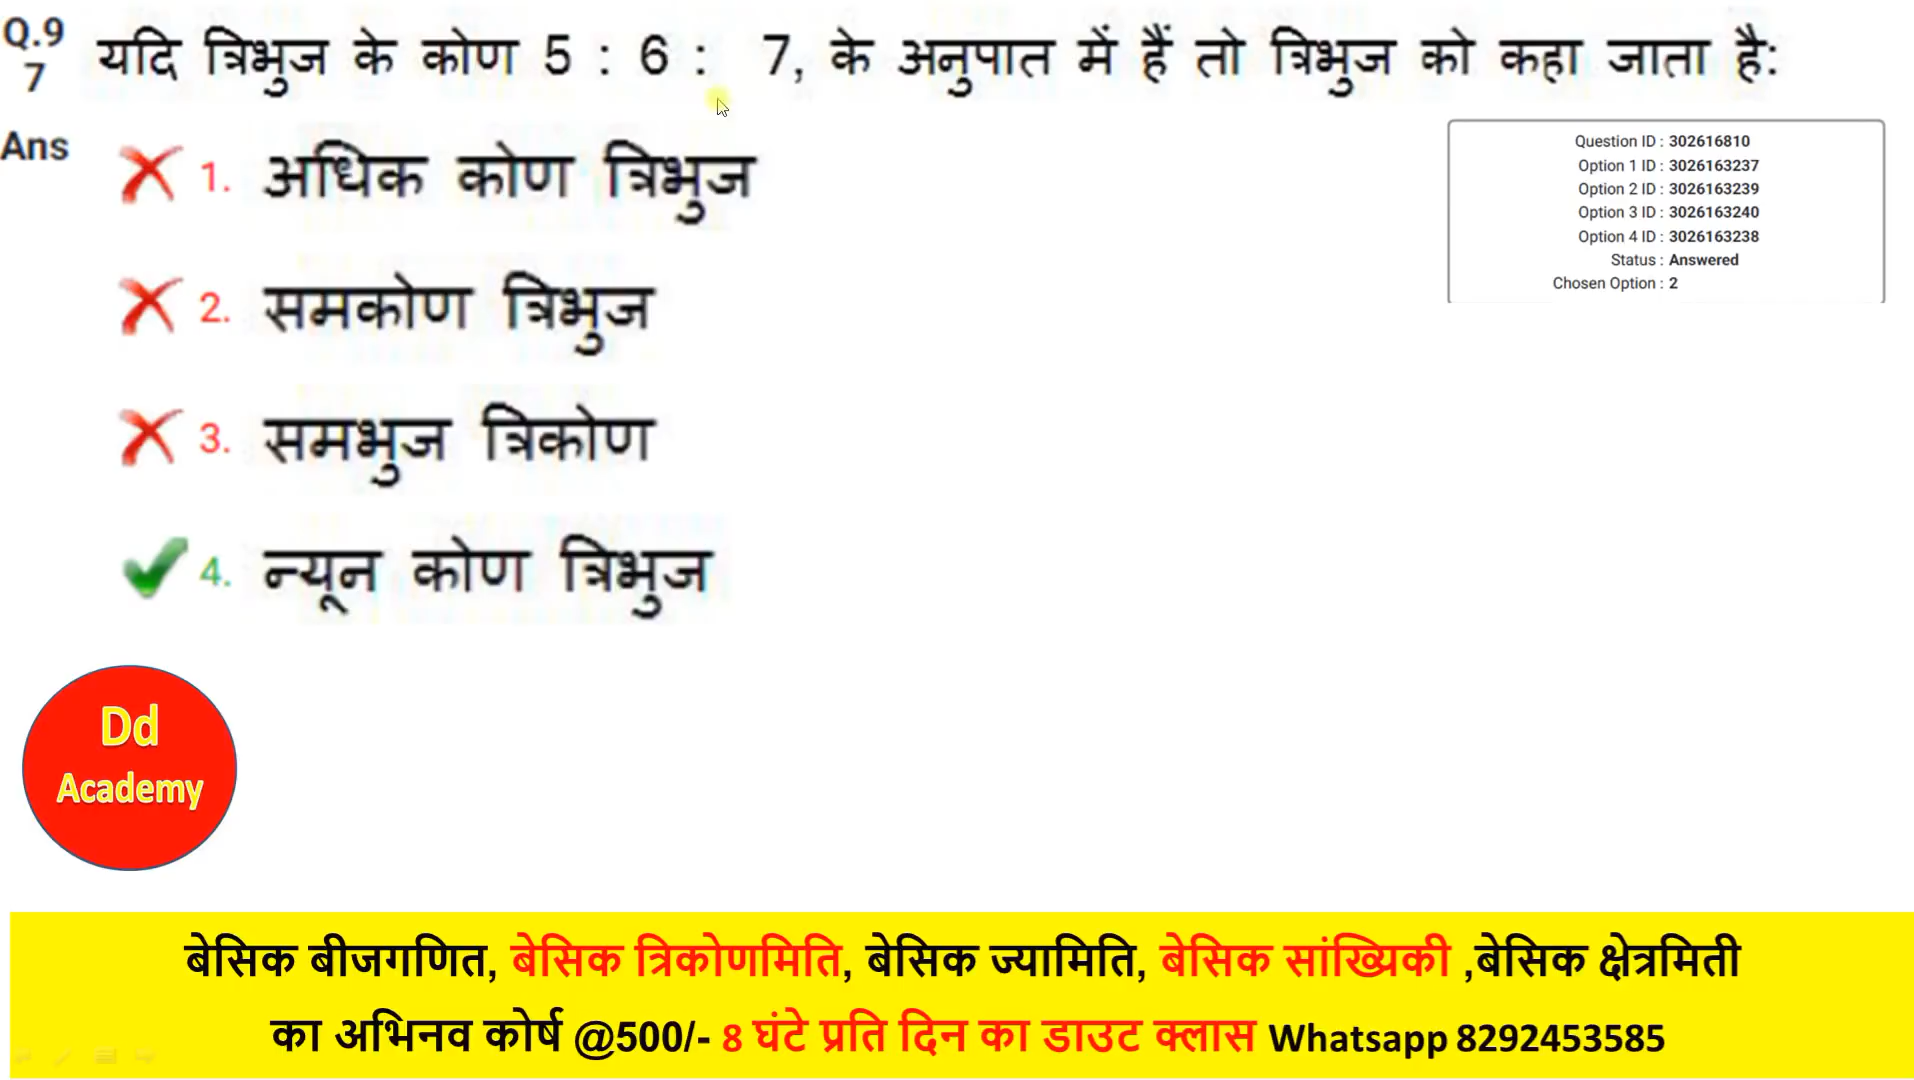 Q.9
7
यदि त्रिभुज के कोण 5 : 6 : 7, के अनुपात में हैं तो त्रिभुज को कहा जाता है:
Ans
1. अधिक कोण त्रिभुज
2. समकोण त्रिभुज
3. समभुज त्रिकोण
4. न्यून कोण त्रिभुज
Question ID : 302616810
Option 1 ID : 3026163237
Option 2 ID : 3026163239
Option 3 ID : 3026163240
Option 4 ID : 3026163238
Status : Answered
Chosen Option : 2
Dd
Academy
बेसिक बीजगणित, बेसिक त्रिकोणमिति, बेसिक ज्यामिति, बेसिक सांख्यिकी ,बेसिक क्षेत्रमिती
का अभिनव कोर्ष @500/- 8 घंटे प्रति दिन का डाउट क्लास Whatsapp 8292453585